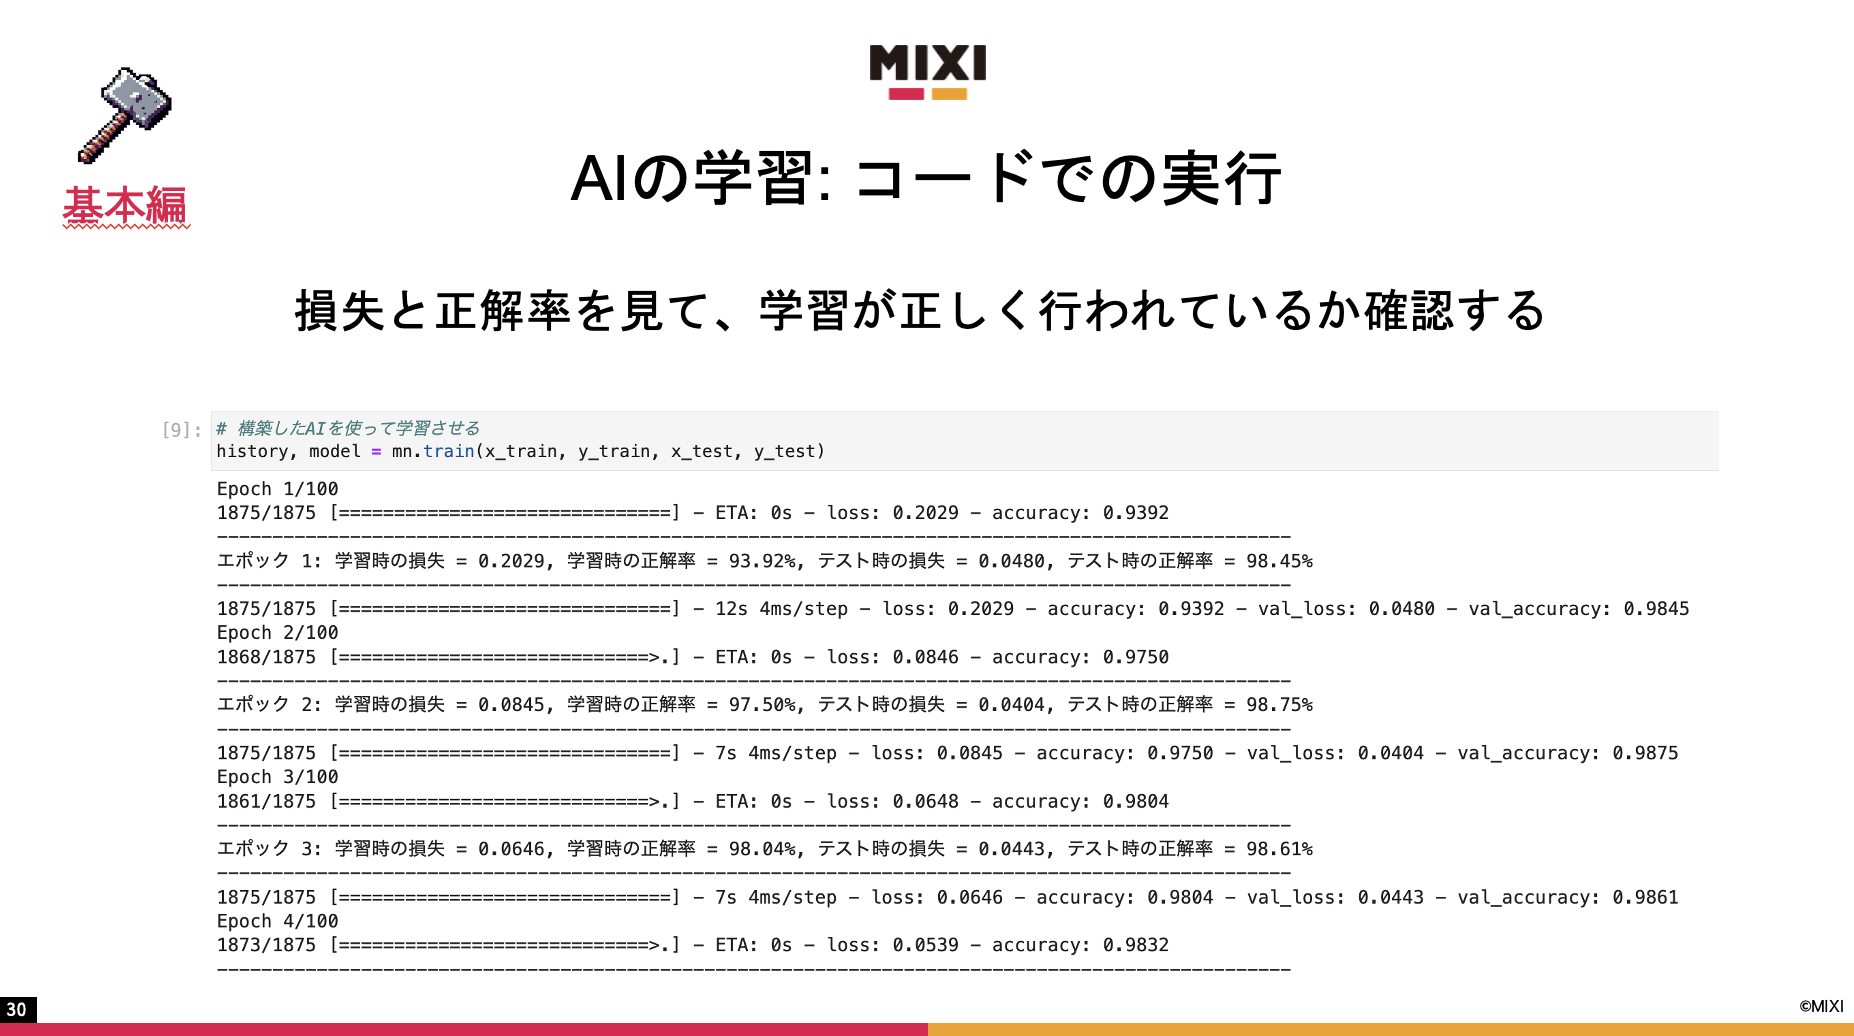 MIXI
基本編
AIの学習: コードでの実行
損失と正解率を見て、学習が正しく行われているか確認する
[9]: # 構築したAIを使って学習させる
history, model = mn.train(x_train, y_train, x_test, y_test)
Epoch 1/100
1875/1875 [==============================] - ETA: 0s - loss: 0.2029 - accuracy: 0.9392
-------------------------------------------------------------------------------------------------
エポック 1: 学習時の損失 = 0.2029, 学習時の正解率 = 93.92%, テスト時の損失 = 0.0480, テスト時の正解率 = 98.45%
-------------------------------------------------------------------------------------------------
1875/1875 [==============================] - 12s 4ms/step - loss: 0.2029 - accuracy: 0.9392 - val_loss: 0.0480 - val_accuracy: 0.9845
Epoch 2/100
1868/1875 [============================>.] - ETA: 0s - loss: 0.0846 - accuracy: 0.9750
-------------------------------------------------------------------------------------------------
エポック 2: 学習時の損失 = 0.0845, 学習時の正解率 = 97.50%, テスト時の損失 = 0.0404, テスト時の正解率 = 98.75%
-------------------------------------------------------------------------------------------------
1875/1875 [==============================] - 7s 4ms/step - loss: 0.0845 - accuracy: 0.9750 - val_loss: 0.0404 - val_accuracy: 0.9875
Epoch 3/100
1861/1875 [============================>.] - ETA: 0s - loss: 0.0648 - accuracy: 0.9804
-------------------------------------------------------------------------------------------------
エポック 3: 学習時の損失 = 0.0646, 学習時の正解率 = 98.04%, テスト時の損失 = 0.0443, テスト時の正解率 = 98.61%
-------------------------------------------------------------------------------------------------
1875/1875 [==============================] - 7s 4ms/step - loss: 0.0646 - accuracy: 0.9804 - val_loss: 0.0443 - val_accuracy: 0.9861
Epoch 4/100
1873/1875 [============================>.] - ETA: 0s - loss: 0.0539 - accuracy: 0.9832
-------------------------------------------------------------------------------------------------
30
©MIXI